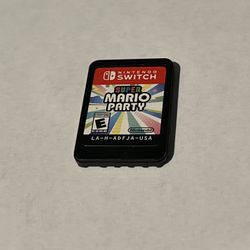 NINTENDO
SWITCH
SUPER
MARIO
PARTY
E
Nintendo
LA-H-ADFJA-USA